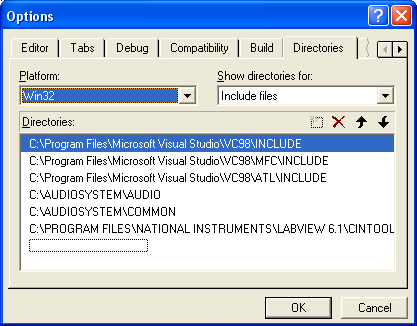 Options
Editor Tabs Debug Compatibility Build Directories
Platform: Show directories for:
Win32 Include files
Directories:
C:\Program Files\Microsoft Visual Studio\VC98\INCLUDE
C:\Program Files\Microsoft Visual Studio\VC98\MFC\INCLUDE
C:\Program Files\Microsoft Visual Studio\VC98\ATL\INCLUDE
C:\AUDIOSYSTEM\AUDIO
C:\AUDIOSYSTEM\COMMON
C:\PROGRAM FILES\NATIONAL INSTRUMENTS\LABVIEW 6.1\CINTOOL
OK Cancel